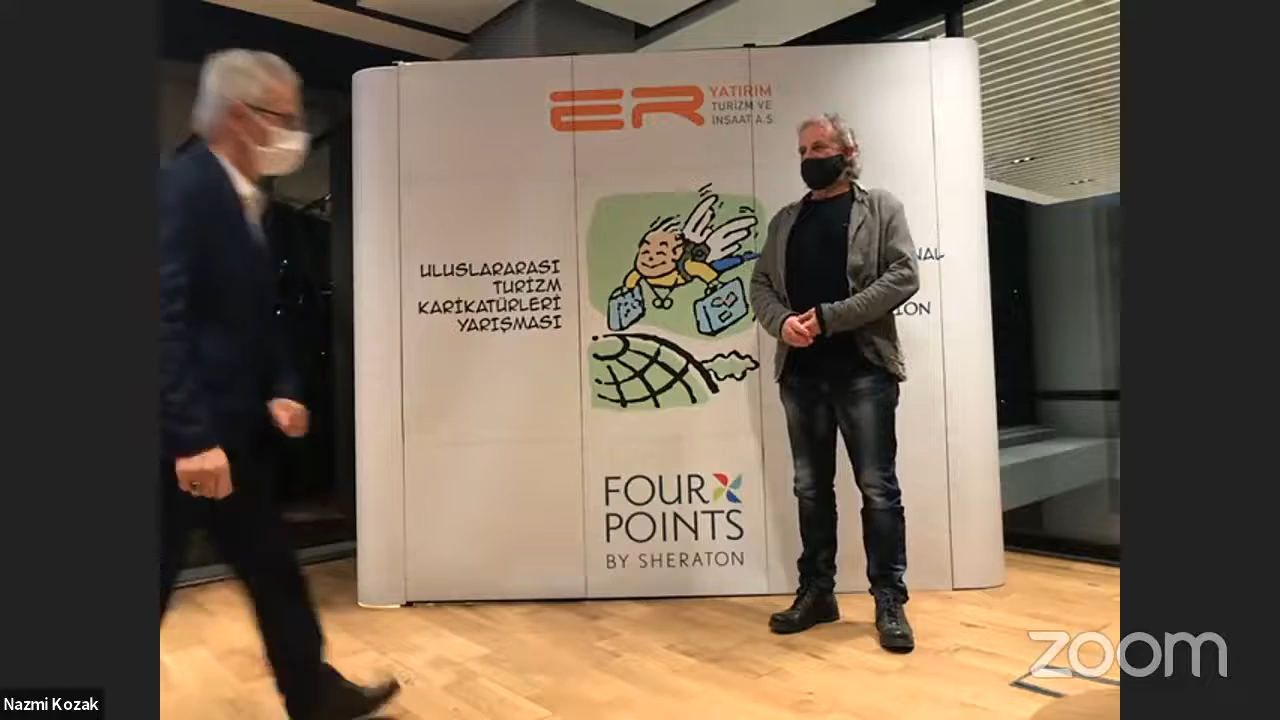 ER YATIRIM
TURİZM VE
İNŞAAT A.Ş
ULUSLARARASI
TURİZM
KARİKATÜRLERİ
YARIŞMASI
FOUR
POINTS
BY SHERATON
zoom
Nazmi Kozak